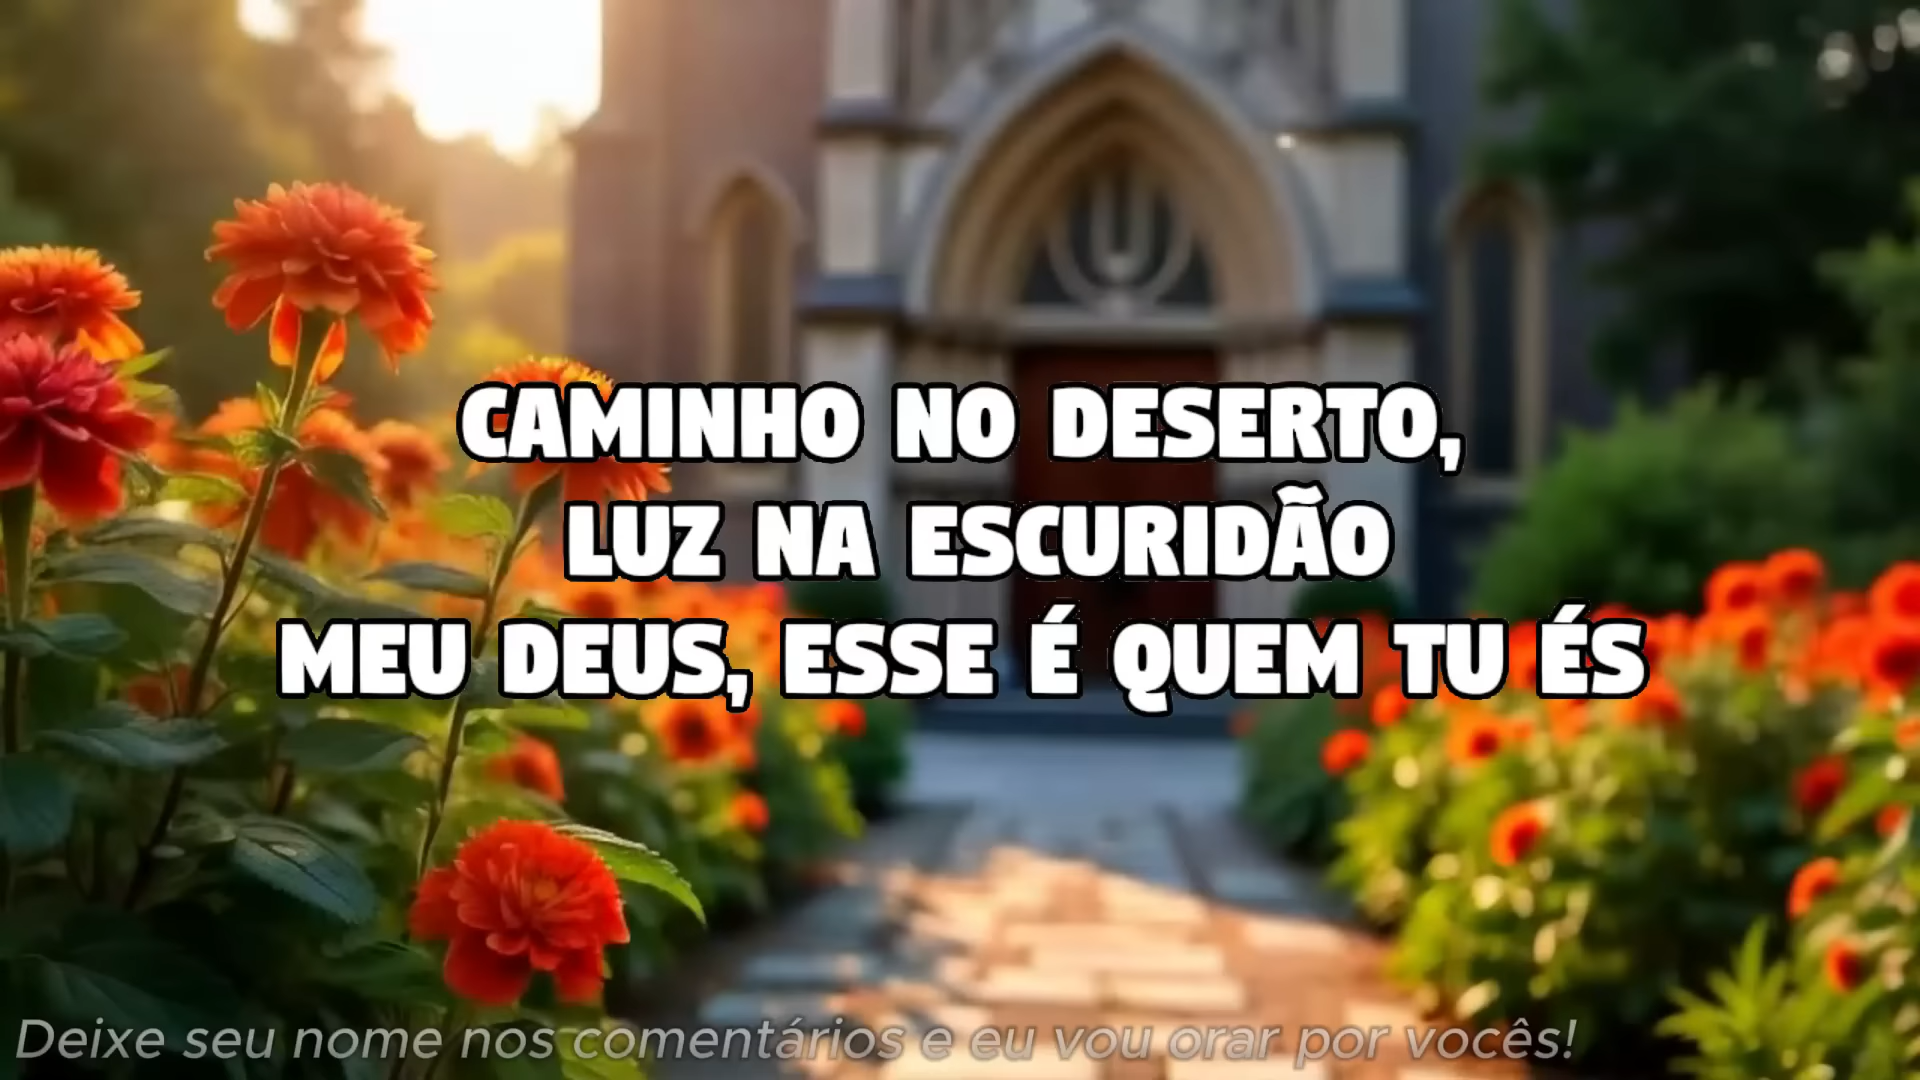 CAMINHO NO DESERTO,
LUZ NA ESCURIDÃO
MEU DEUS, ESSE É QUEM TU ÉS
Deixe seu nome nos comentários e eu vou orar por vocês!